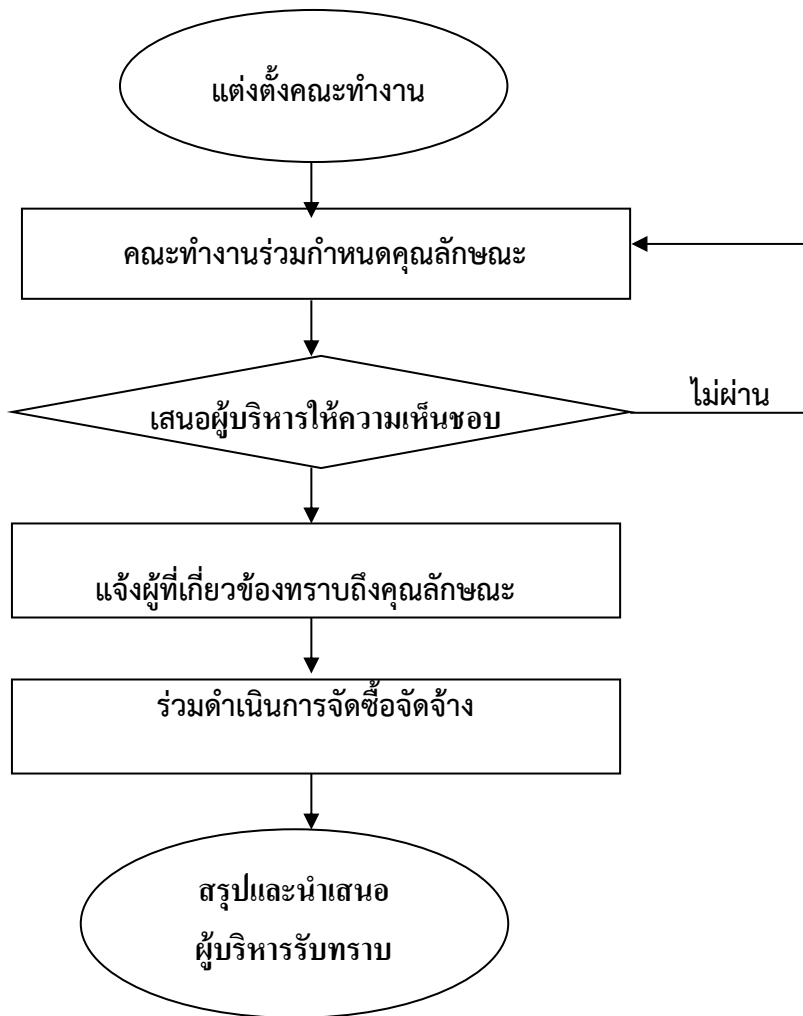 แต่งตั้งคณะทำงาน
คณะทำงานร่วมกำหนดคุณลักษณะ
เสนอผู้บริหารให้ความเห็นชอบ
ไม่ผ่าน
แจ้งผู้ที่เกี่ยวข้องทราบถึงคุณลักษณะ
ร่วมดำเนินการจัดซื้อจัดจ้าง
สรุปและนำเสนอ
ผู้บริหารรับทราบ